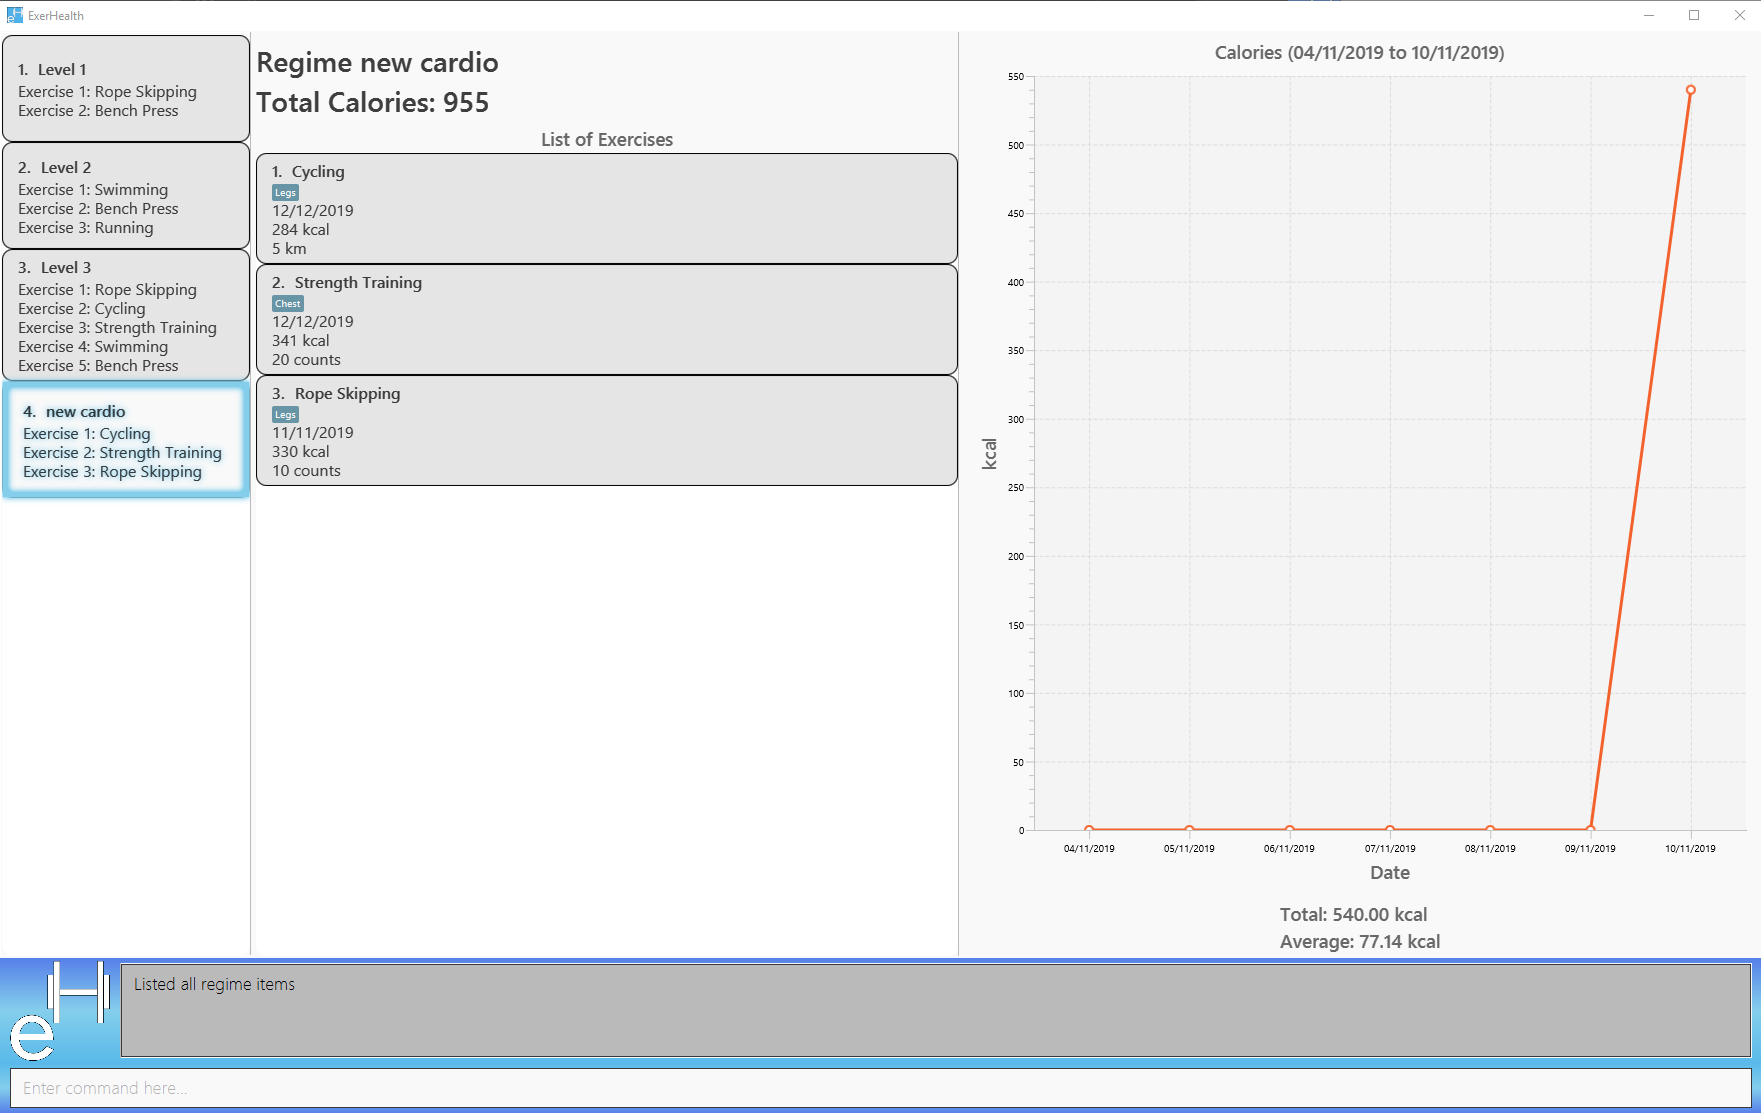 ExerHealth
1. Level 1
Exercise 1: Rope Skipping
Exercise 2: Bench Press
2. Level 2
Exercise 1: Swimming
Exercise 2: Bench Press
Exercise 3: Running
3. Level 3
Exercise 1: Rope Skipping
Exercise 2: Cycling
Exercise 3: Strength Training
Exercise 4: Swimming
Exercise 5: Bench Press
4. new cardio
Exercise 1: Cycling
Exercise 2: Strength Training
Exercise 3: Rope Skipping
Regime new cardio
Total Calories: 955
List of Exercises
1. Cycling
Legs
12/12/2019
284 kcal
5 km
2. Strength Training
Chest
12/12/2019
341 kcal
20 counts
3. Rope Skipping
Legs
11/11/2019
330 kcal
10 counts
Calories (04/11/2019 to 10/11/2019)
kcal
550
500
450
400
350
300
250
200
150
100
50
0
04/11/2019 05/11/2019 06/11/2019 07/11/2019 08/11/2019 09/11/2019 10/11/2019
Date
Total: 540.00 kcal
Average: 77.14 kcal
eH
Listed all regime items
Enter command here...